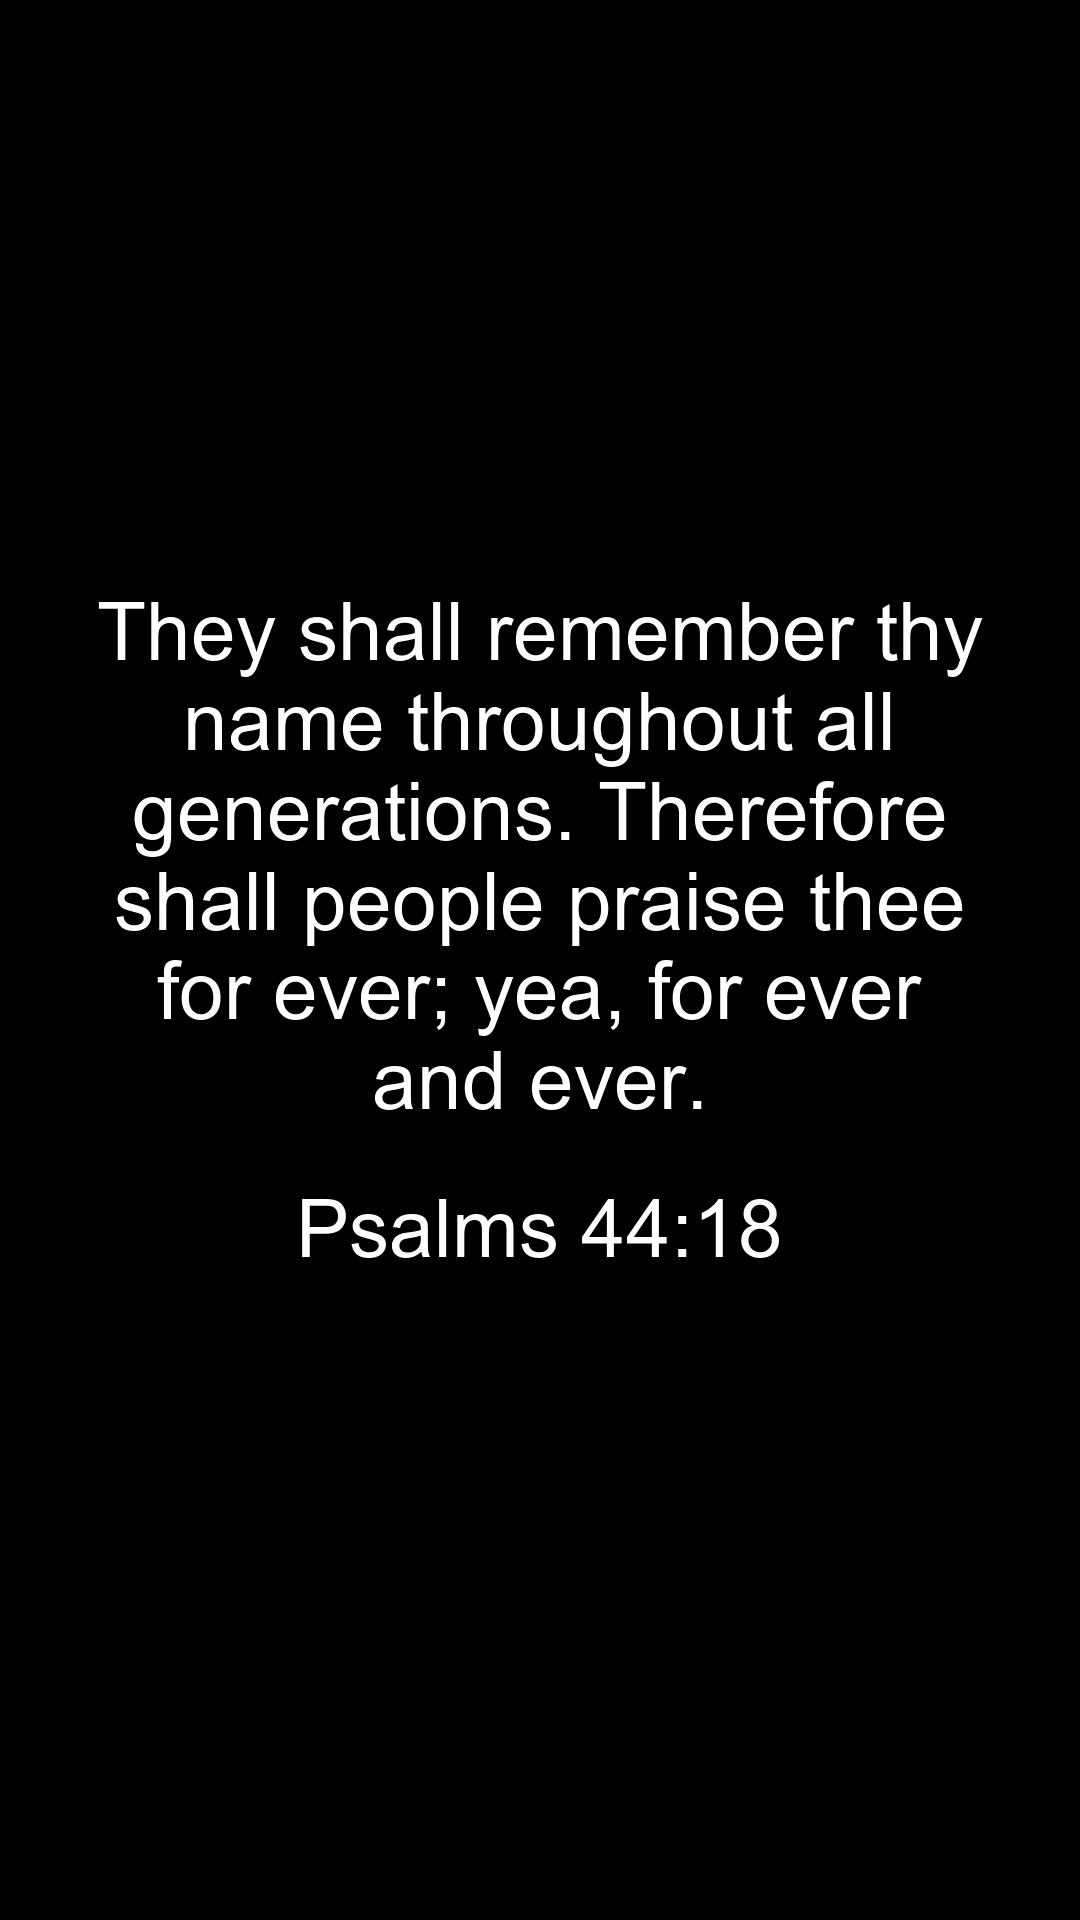 They shall remember thy
name throughout all
generations. Therefore
shall people praise thee
for ever; yea, for ever
and ever.
Psalms 44:18